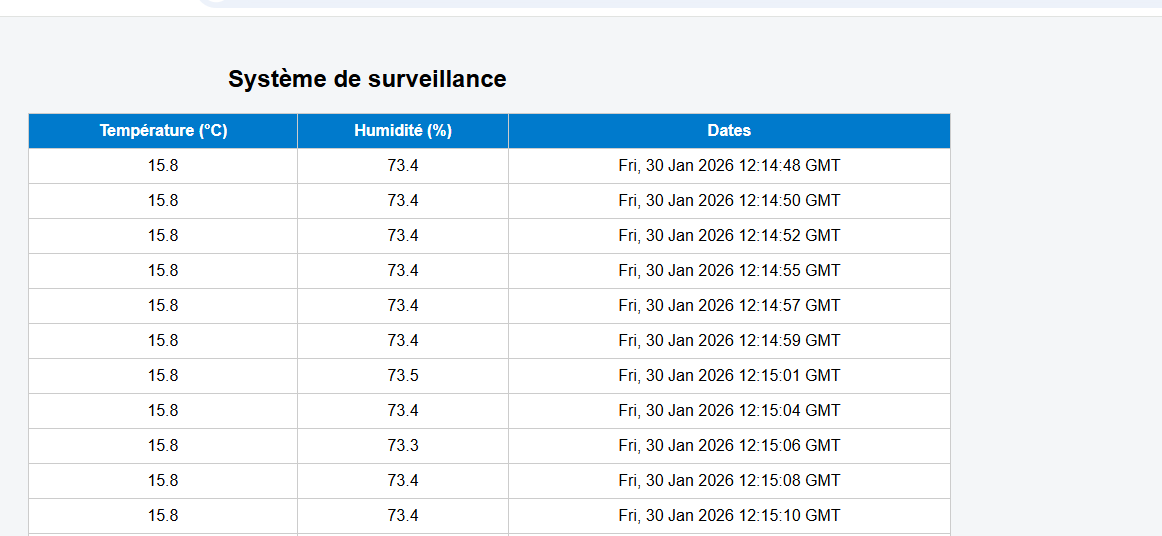 Système de surveillance
Température (°C) Humidité (%) Dates
15.8 73.4 Fri, 30 Jan 2026 12:14:48 GMT
15.8 73.4 Fri, 30 Jan 2026 12:14:50 GMT
15.8 73.4 Fri, 30 Jan 2026 12:14:52 GMT
15.8 73.4 Fri, 30 Jan 2026 12:14:55 GMT
15.8 73.4 Fri, 30 Jan 2026 12:14:57 GMT
15.8 73.4 Fri, 30 Jan 2026 12:14:59 GMT
15.8 73.5 Fri, 30 Jan 2026 12:15:01 GMT
15.8 73.4 Fri, 30 Jan 2026 12:15:04 GMT
15.8 73.3 Fri, 30 Jan 2026 12:15:06 GMT
15.8 73.4 Fri, 30 Jan 2026 12:15:08 GMT
15.8 73.4 Fri, 30 Jan 2026 12:15:10 GMT